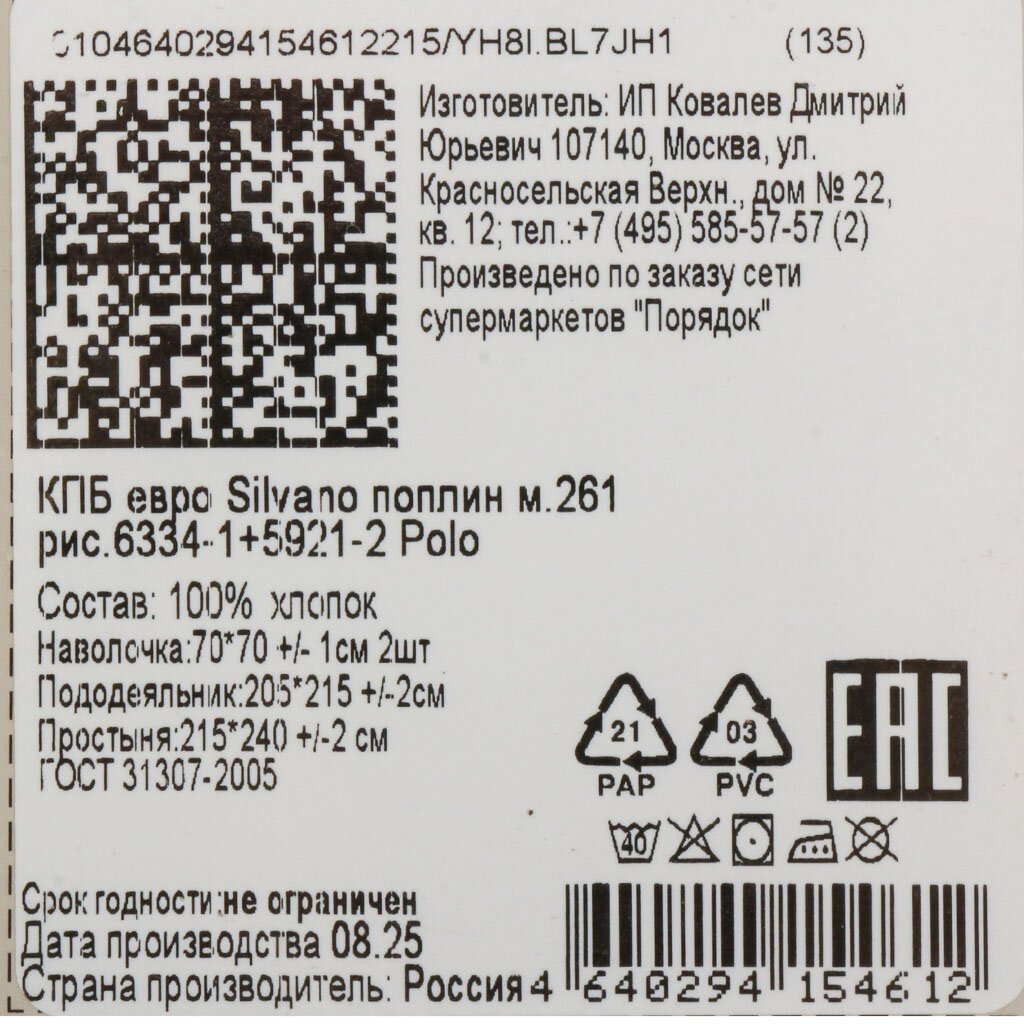 0104640294154612215/YH8I.BL7JH1 (135)
Изготовитель: ИП Ковалев Дмитрий
Юрьевич 107140, Москва, ул.
Красносельская Верхн., дом № 22,
кв. 12; тел.:+7 (495) 585-57-57 (2)
Произведено по заказу сети
супермаркетов "Порядок"
КПБ евро Silvano поплин м.261
рис.6334-1+5921-2 Polo
Состав: 100% хлопок
Наволочка:70*70 +/- 1см 2шт
Пододеяльник:205*215 +/-2см
Простыня:215*240 +/-2 см
ГОСТ 31307-2005
21 03
PAP PVC
EAC
40
Срок годности:не ограничен
Дата производства 08.25
Страна производитель: Россия
4 640294 154612